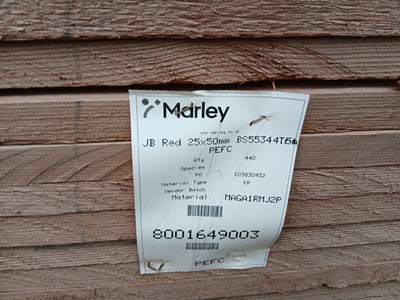 Marley
www.marley.co.uk
JB Red 25x50mm BS5534
PEFC
Qty 440
Species
PO 103830932
Material Type FP
Vendor Batch
Material MAGA1RMJ2P
8001649003
PEFC